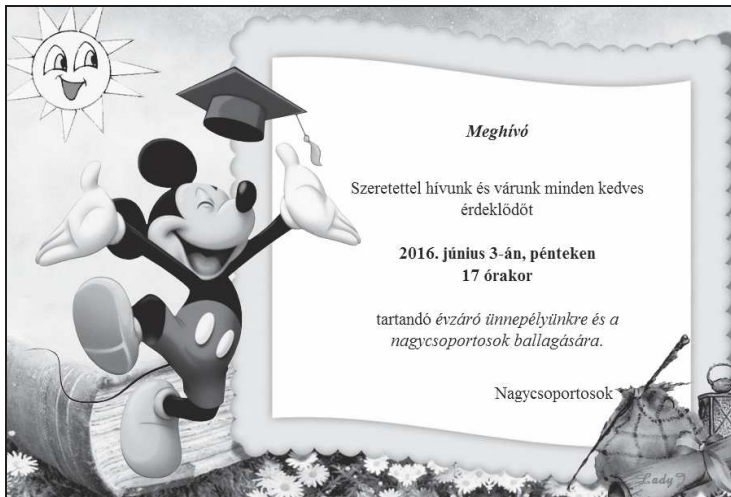 Meghívó
Szeretettel hívunk és várunk minden kedves
érdeklődőt
2016. június 3-án, pénteken
17 órakor
tartandó évzáró ünnepélyünkre és a
nagycsoportosok ballagására.
Nagycsoportosok
Lady J